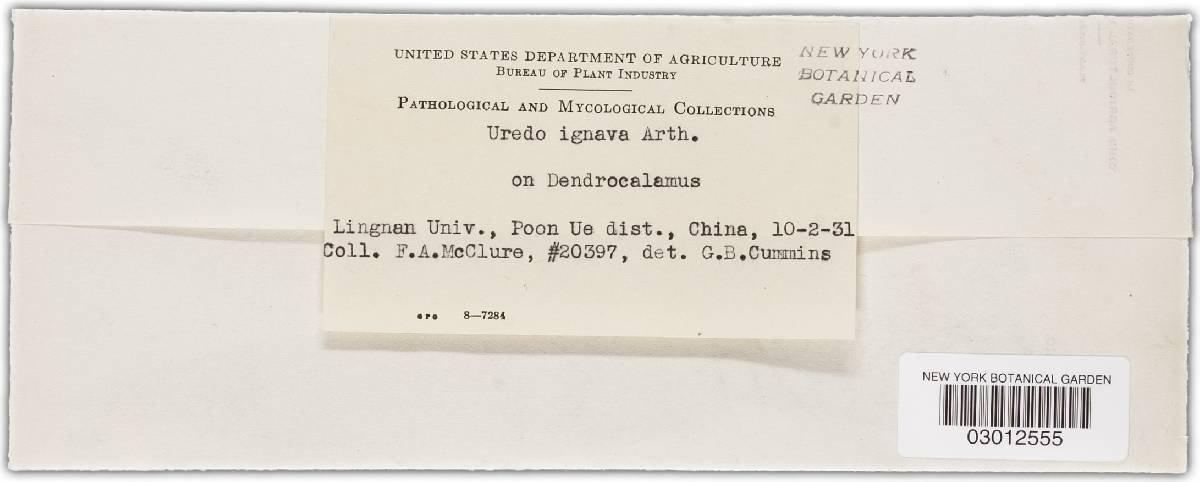 UNITED STATES DEPARTMENT OF AGRICULTURE
BUREAU OF PLANT INDUSTRY
PATHOLOGICAL AND MYCOLOGICAL COLLECTIONS
Uredo ignava Arth.
on Dendrocalamus
Lingnan Univ., Poon Ue dist., China, 10-2-31
Coll. F.A.McClure, #20397, det. G.B.Cummins
GPO 8—7284
NEW YORK
BOTANICAL
GARDEN
NEW YORK BOTANICAL GARDEN
03012555